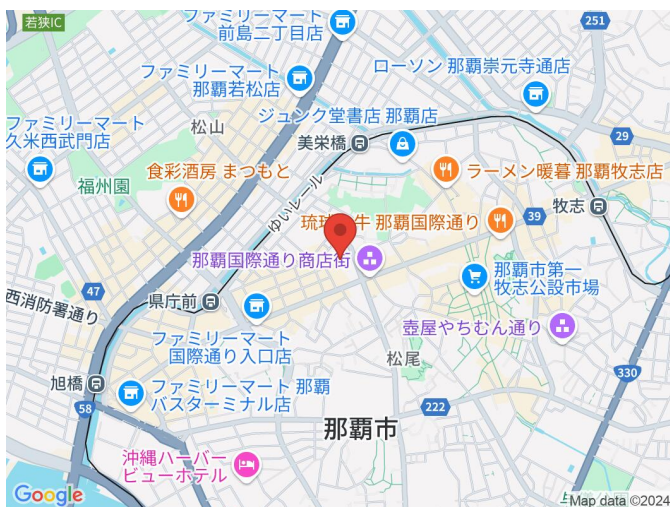 若狭IC
ファミリーマート
前島二丁目店
251
ファミリーマート
那覇若松店
ローソン 那覇崇元寺通店
松山
ジュンク堂書店 那覇店
ファミリーマート
久米西武門店
美栄橋
29
福州園
食彩酒房 まつもと
ゆいレール
ラーメン暖暮 那覇牧志店
牧志
牛 那覇国際通り
39
那覇国際通り商店街
那覇市第一
牧志公設市場
47
西消防署通り
県庁前
壺屋やちむん通り
ファミリーマート
国際通り入口店
松尾
330
旭橋
ファミリーマート 那覇
バスターミナル店
58
222
那覇市
沖縄ハーバー
ビューホテル
Google
Map data ©2024